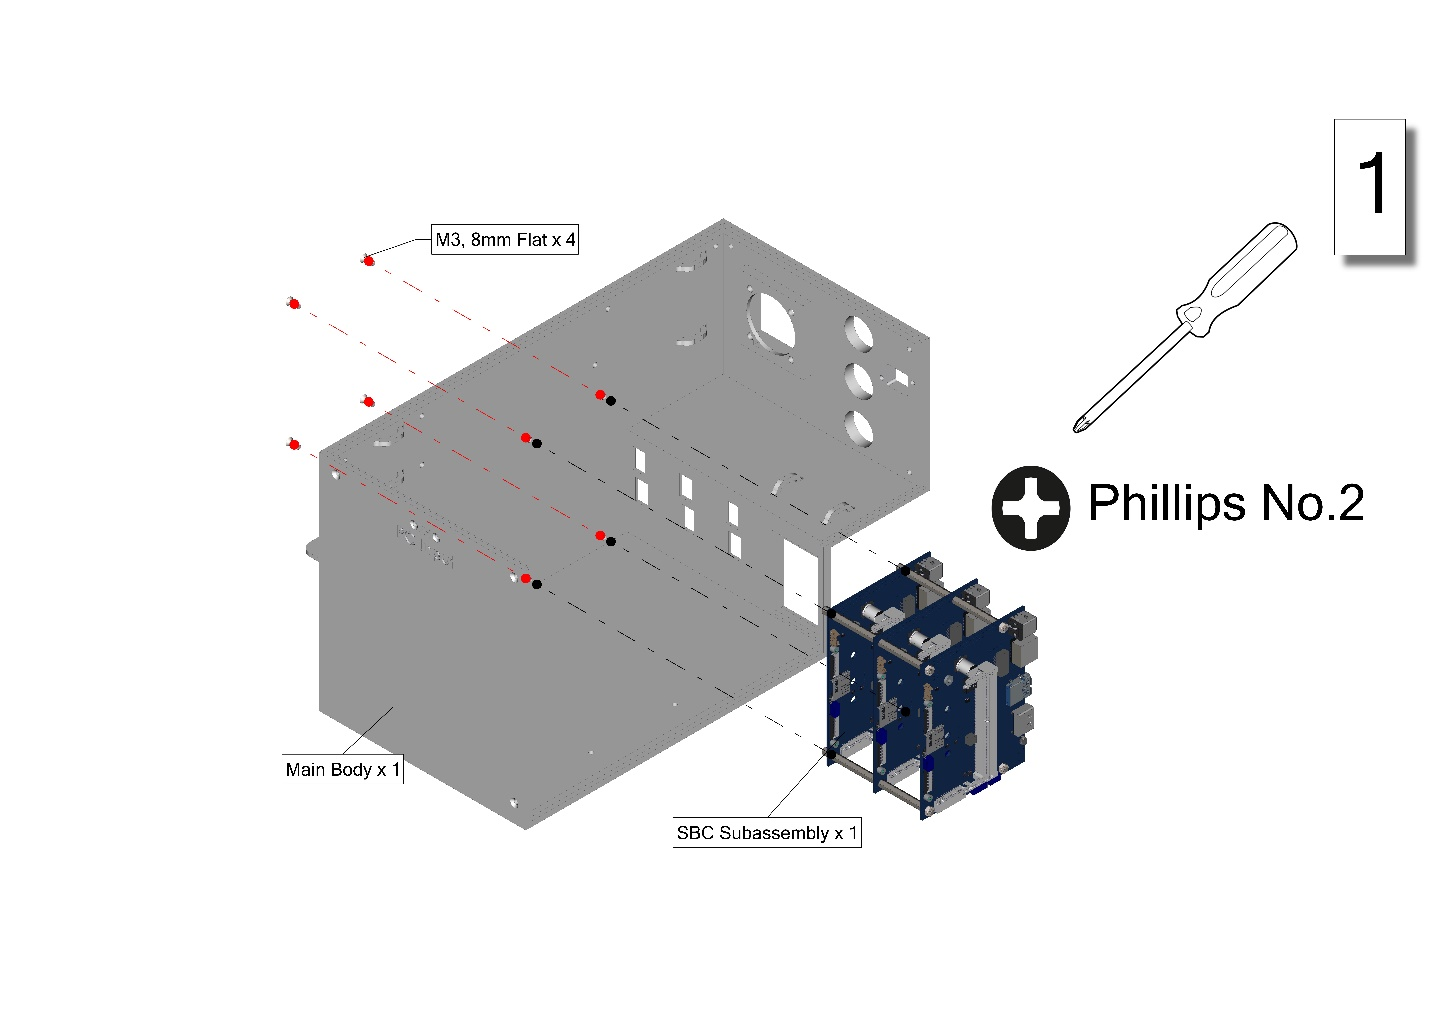 1
M3, 8mm Flat x 4
Phillips No.2
Main Body x 1
SBC Subassembly x 1